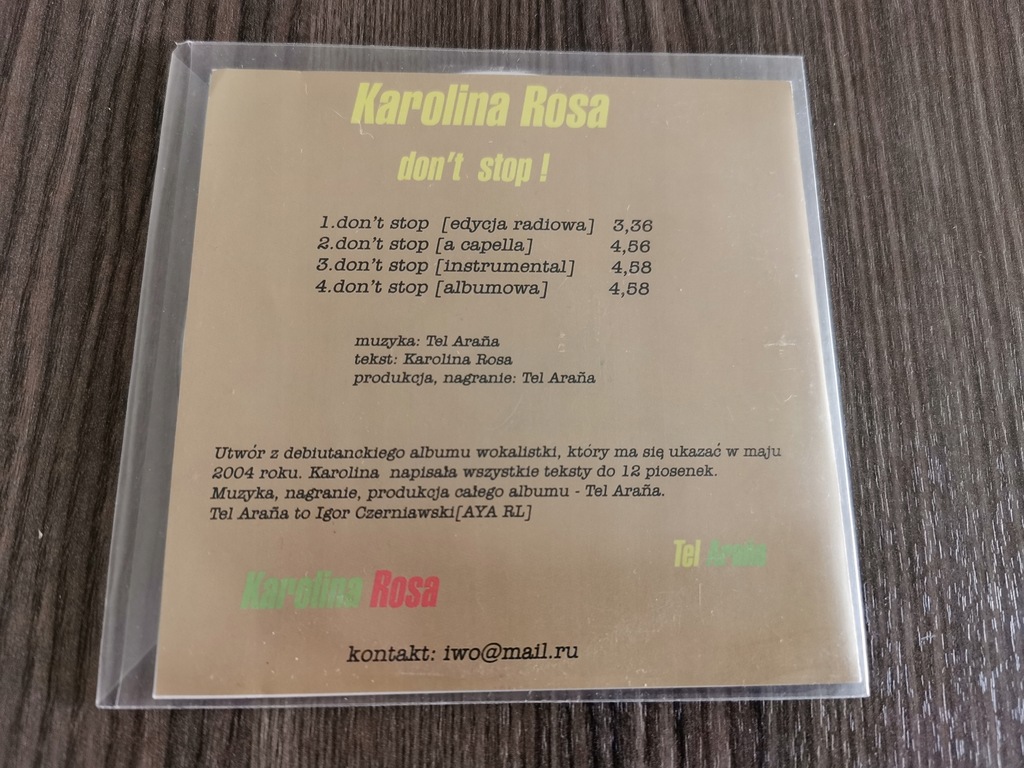 Karolina Rosa
don't stop !
1.don't stop [edycja radiowa] 3,36
2.don't stop [a capella] 4,56
3.don't stop [instrumental] 4,58
4.don't stop [albumowa] 4,58
muzyka: Tel Araña
tekst: Karolina Rosa
produkcja, nagranie: Tel Araña
Utwór z debiutanckiego albumu wokalistki, który ma się ukazać w maju
2004 roku. Karolina napisała wszystkie teksty do 12 piosenek.
Muzyka, nagranie, produkcja całego albumu - Tel Araña.
Tel Araña to Igor Czerniawski[AYA RL]
Tel Araña
Karolina Rosa
kontakt: iwo@mail.ru